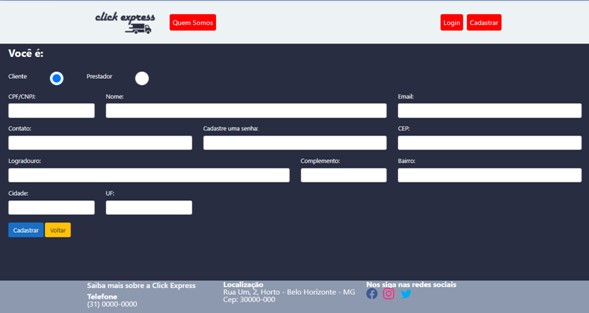 click express
Quem Somos
Login Cadastrar
Você é:
Cliente Prestador
CPF/CNPJ: Nome: Email:
Contato: Cadastre uma senha: CEP:
Logradouro: Complemento: Bairro:
Cidade: UF:
Cadastrar Voltar
Saiba mais sobre a Click Express
Telefone
(31) 0000-0000
Localização
Rua Um, 2, Horto - Belo Horizonte - MG
Cep: 30000-000
Nos siga nas redes sociais